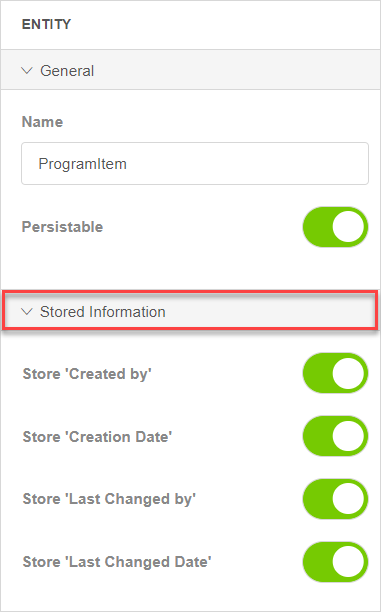 ENTITY
General
Name
ProgramItem
Persistable
Stored Information
Store 'Created by'
Store 'Creation Date'
Store 'Last Changed by'
Store 'Last Changed Date'